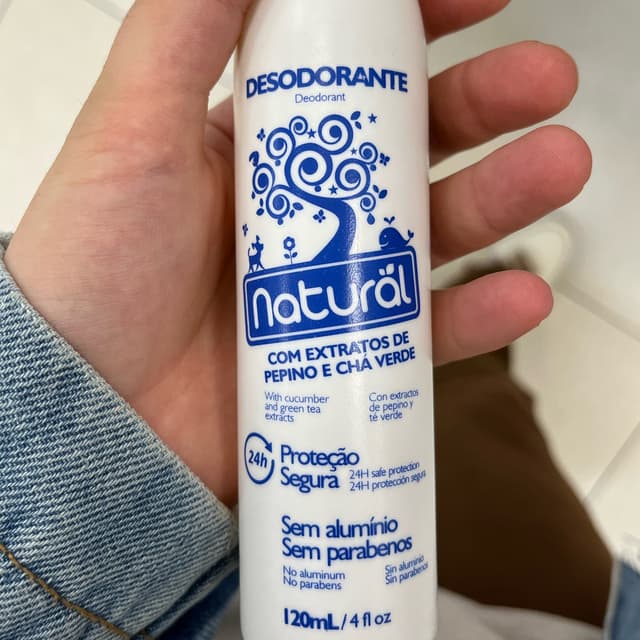 DESODORANTE
Deodorant
naturäl
COM EXTRATOS DE
PEPINO E CHÁ VERDE
With cucumber
and green tea
extracts
Con extractos
de pepino y
té verde
24h
Proteção
Segura
24H safe protection
24H protección segura
Sem alumínio
Sem parabenos
No aluminum
No parabens
Sin aluminio
Sin parabenos
120mL / 4 fl oz